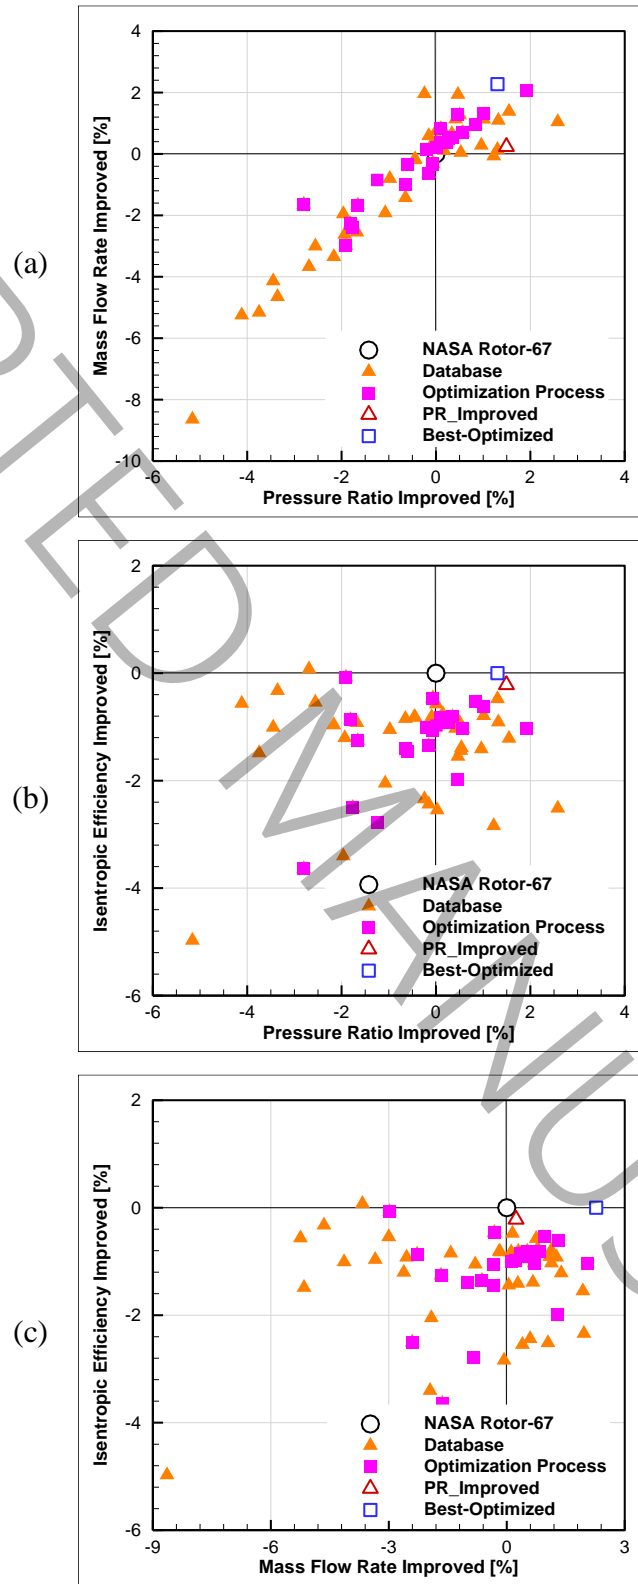 (a)
Mass Flow Rate Improved [%]
4
2
0
-2
-4
-6
-8
-10
NASA Rotor-67
Database
Optimization Process
PR_Improved
Best-Optimized
-6 -4 -2 0 2 4
Pressure Ratio Improved [%]
(b)
Isentropic Efficiency Improved [%]
2
0
-2
-4
-6
NASA Rotor-67
Database
Optimization Process
PR_Improved
Best-Optimized
-6 -4 -2 0 2 4
Pressure Ratio Improved [%]
(c)
Isentropic Efficiency Improved [%]
2
0
-2
-4
-6
NASA Rotor-67
Database
Optimization Process
PR_Improved
Best-Optimized
-9 -6 -3 0 3
Mass Flow Rate Improved [%]
PTED MANUS